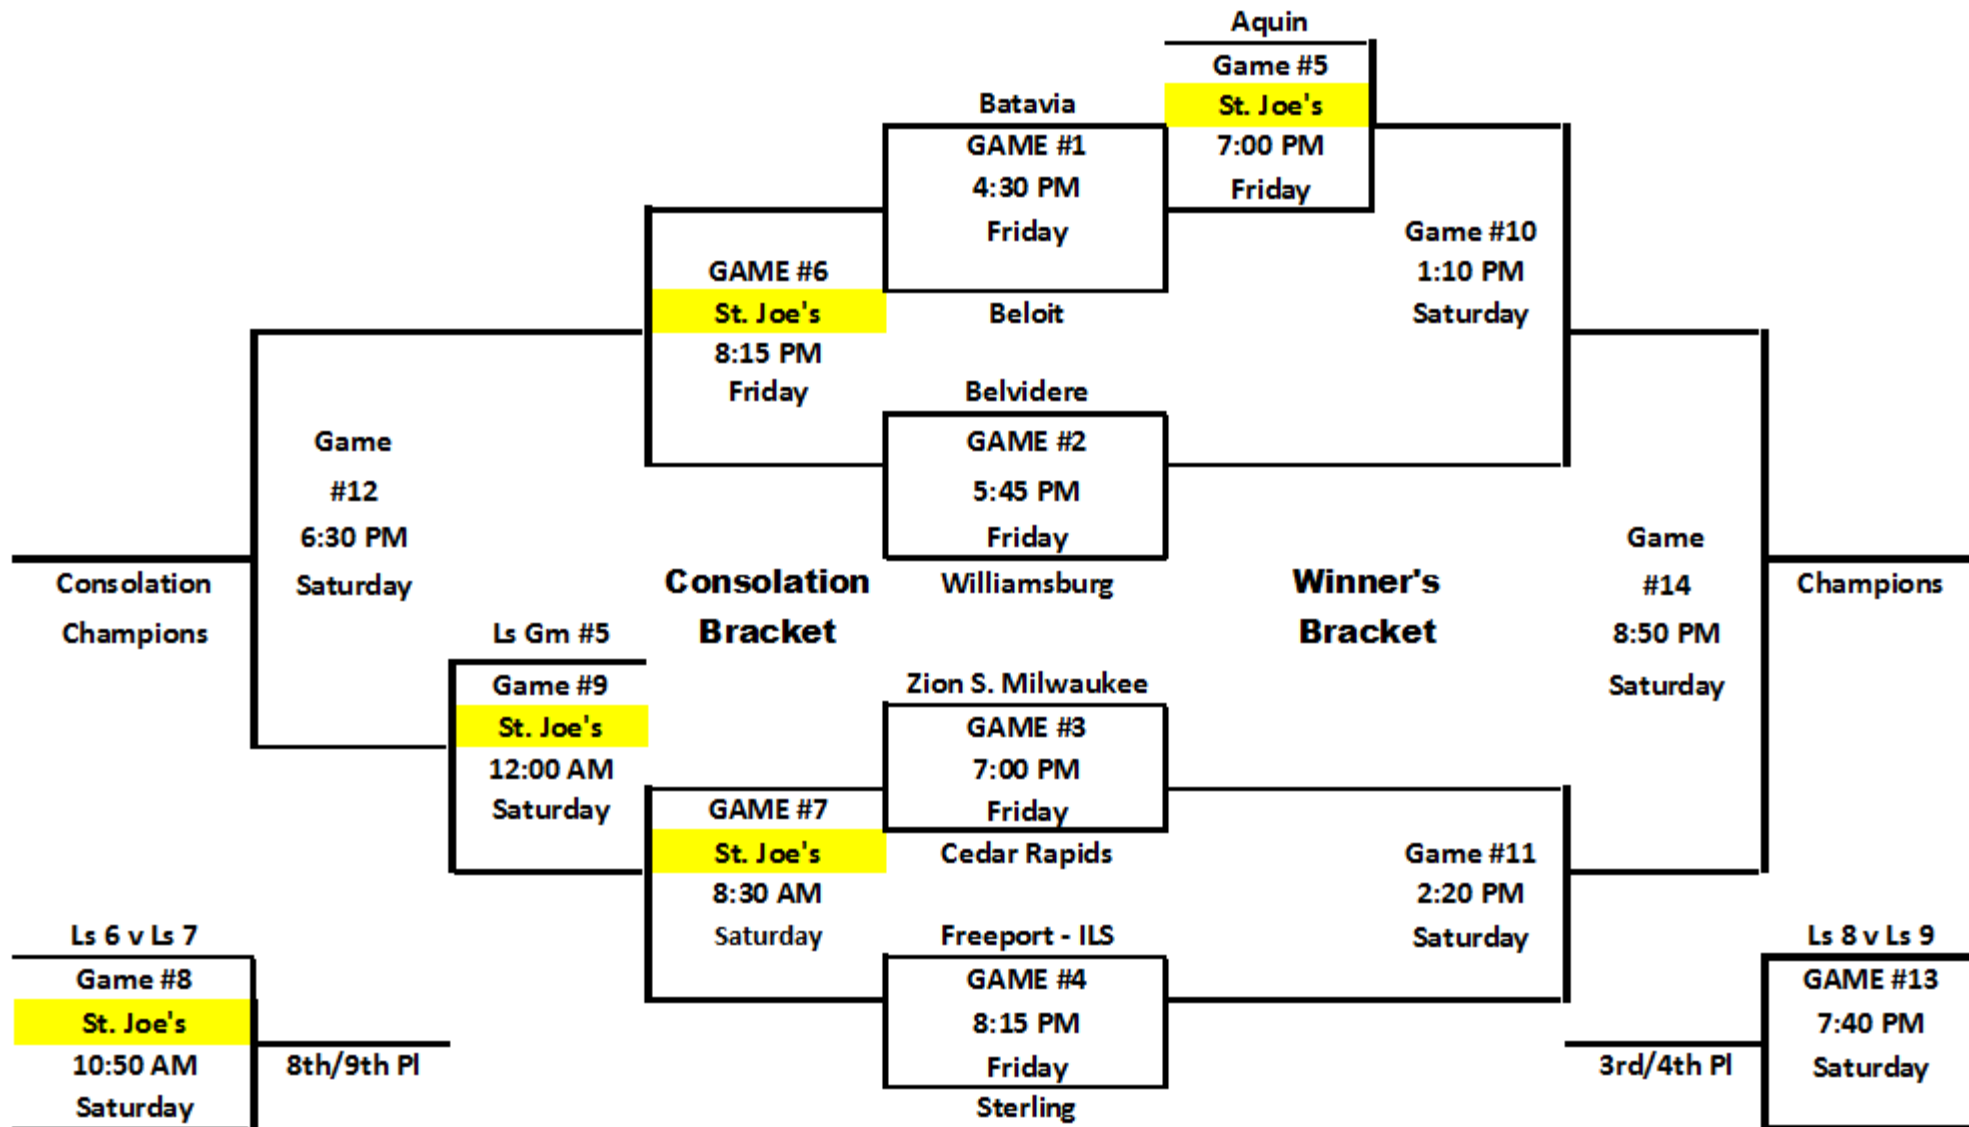 Aquin
Game #5
St. Joe's
7:00 PM
Friday
Batavia
GAME #1
4:30 PM
Friday
Beloit
GAME #6
St. Joe's
8:15 PM
Friday
Game #10
1:10 PM
Saturday
Belvidere
GAME #2
5:45 PM
Friday
Williamsburg
Game
#12
6:30 PM
Saturday
Consolation
Champions
Consolation
Bracket
Winner's
Bracket
Game
#14
8:50 PM
Saturday
Champions
Ls Gm #5
Game #9
St. Joe's
12:00 AM
Saturday
Zion S. Milwaukee
GAME #3
7:00 PM
Friday
Cedar Rapids
GAME #7
St. Joe's
8:30 AM
Saturday
Game #11
2:20 PM
Saturday
Freeport - ILS
GAME #4
8:15 PM
Friday
Sterling
Ls 6 v Ls 7
Game #8
St. Joe's
10:50 AM
Saturday
8th/9th Pl
Ls 8 v Ls 9
GAME #13
7:40 PM
Saturday
3rd/4th Pl